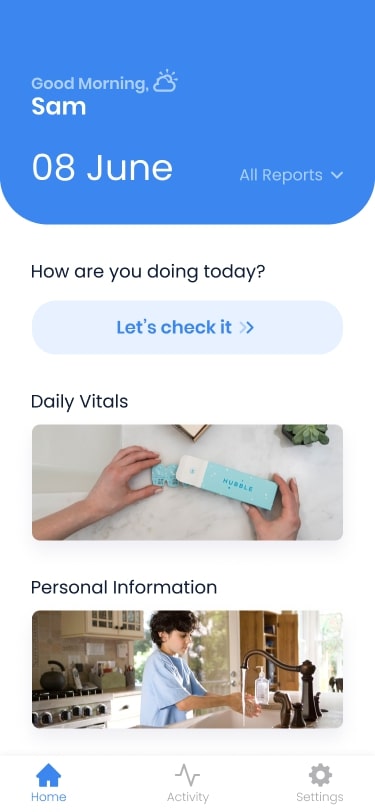 Good Morning,
Sam
08 June
All Reports
How are you doing today?
Let's check it
Daily Vitals
HUBBLE
Personal Information
Home
Activity
Settings